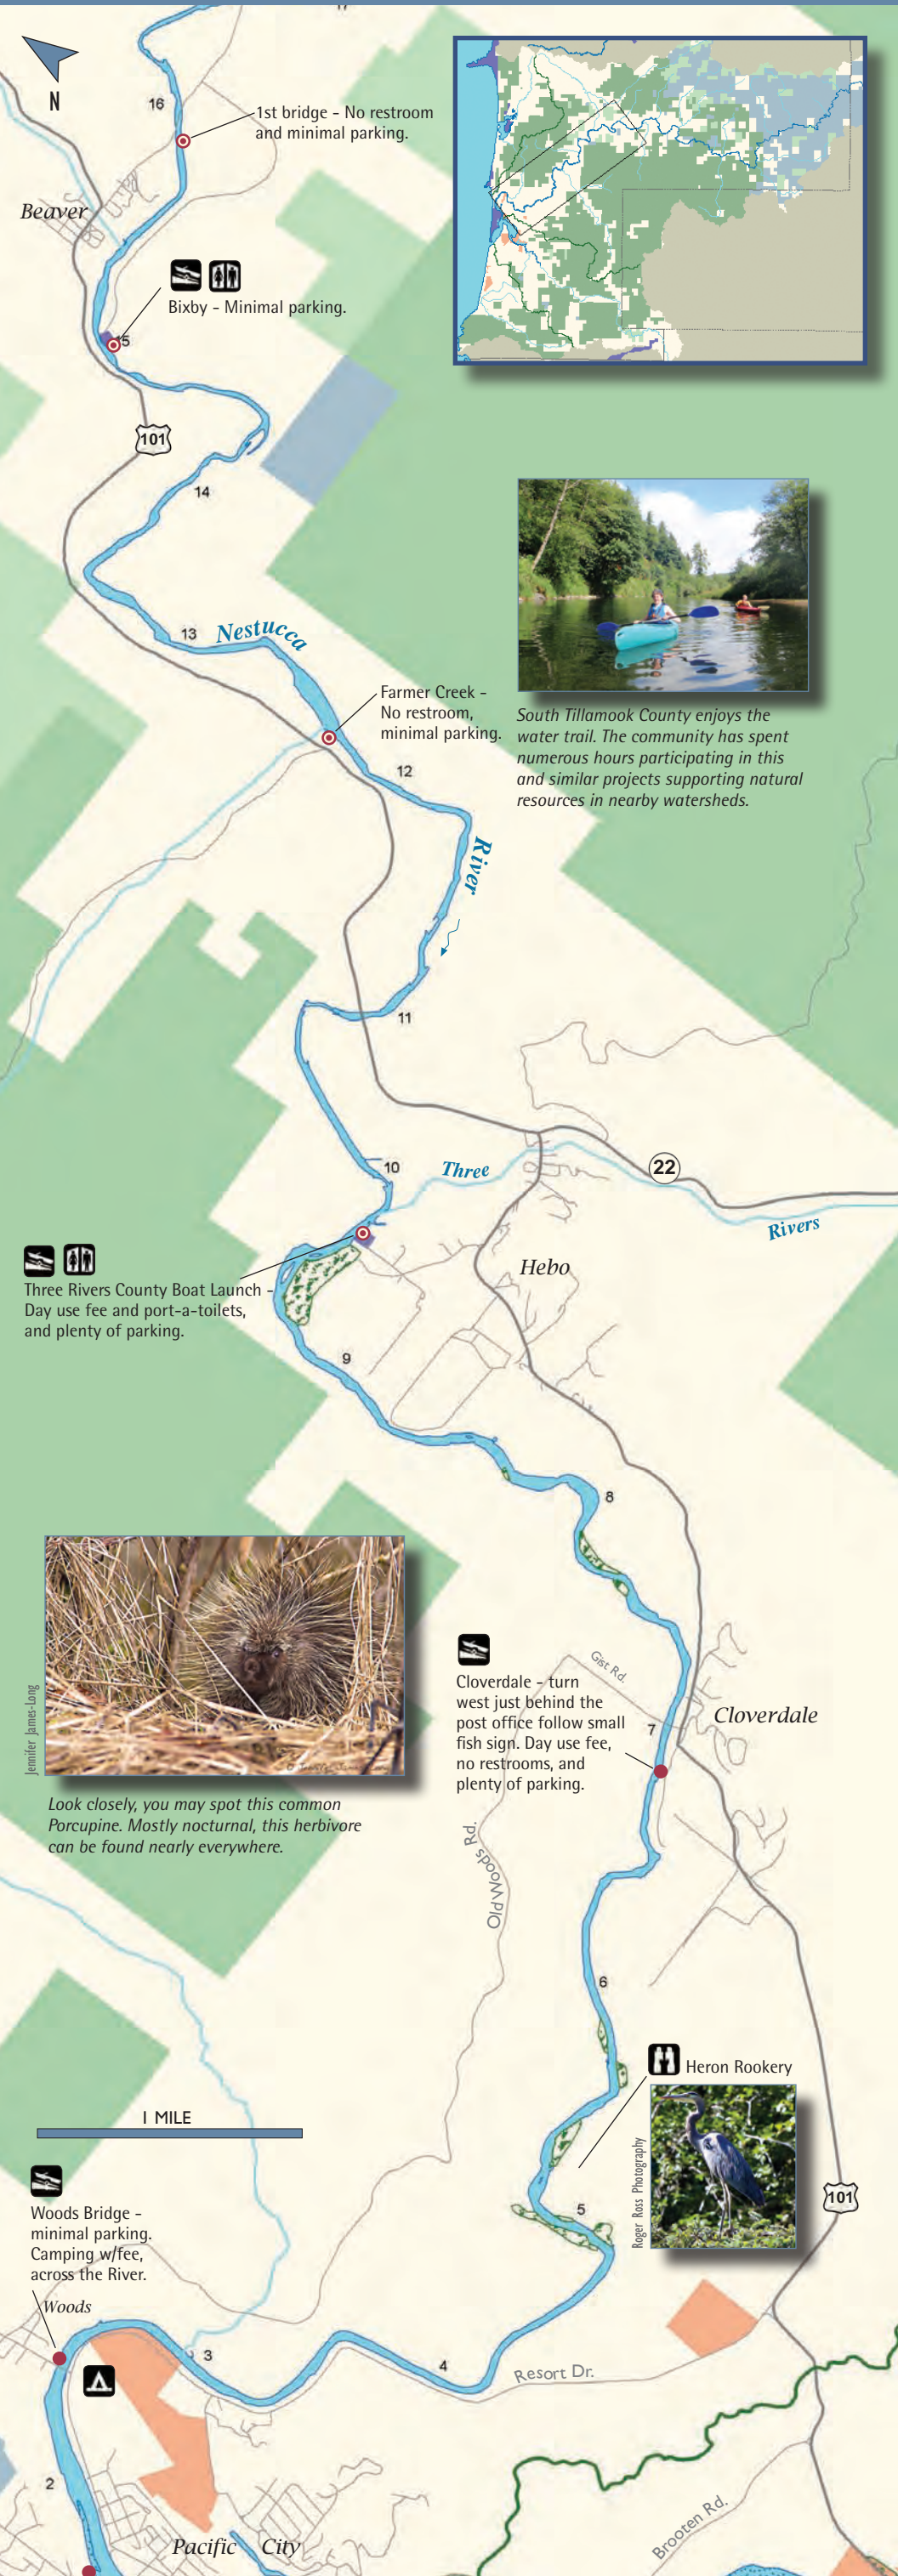 17
N
16
1st bridge - No restroom
and minimal parking.
Beaver
Bixby - Minimal parking.
15
101
14
13
Nestucca
Farmer Creek -
No restroom,
minimal parking.
South Tillamook County enjoys the
water trail. The community has spent
numerous hours participating in this
and similar projects supporting natural
resources in nearby watersheds.
12
River
11
10
Three
22
Rivers
Hebo
Three Rivers County Boat Launch -
Day use fee and port-a-toilets,
and plenty of parking.
9
8
Jennifer James-Long
Look closely, you may spot this common
Porcupine. Mostly nocturnal, this herbivore
can be found nearly everywhere.
Gist Rd.
Cloverdale - turn
west just behind the
post office follow small
fish sign. Day use fee,
no restrooms, and
plenty of parking.
7
Cloverdale
Old Woods Rd.
6
Heron Rookery
Roger Ross Photography
1 MILE
5
101
Woods Bridge -
minimal parking.
Camping w/fee,
across the River.
Woods
3
4
Resort Dr.
2
Brooten Rd.
Pacific City